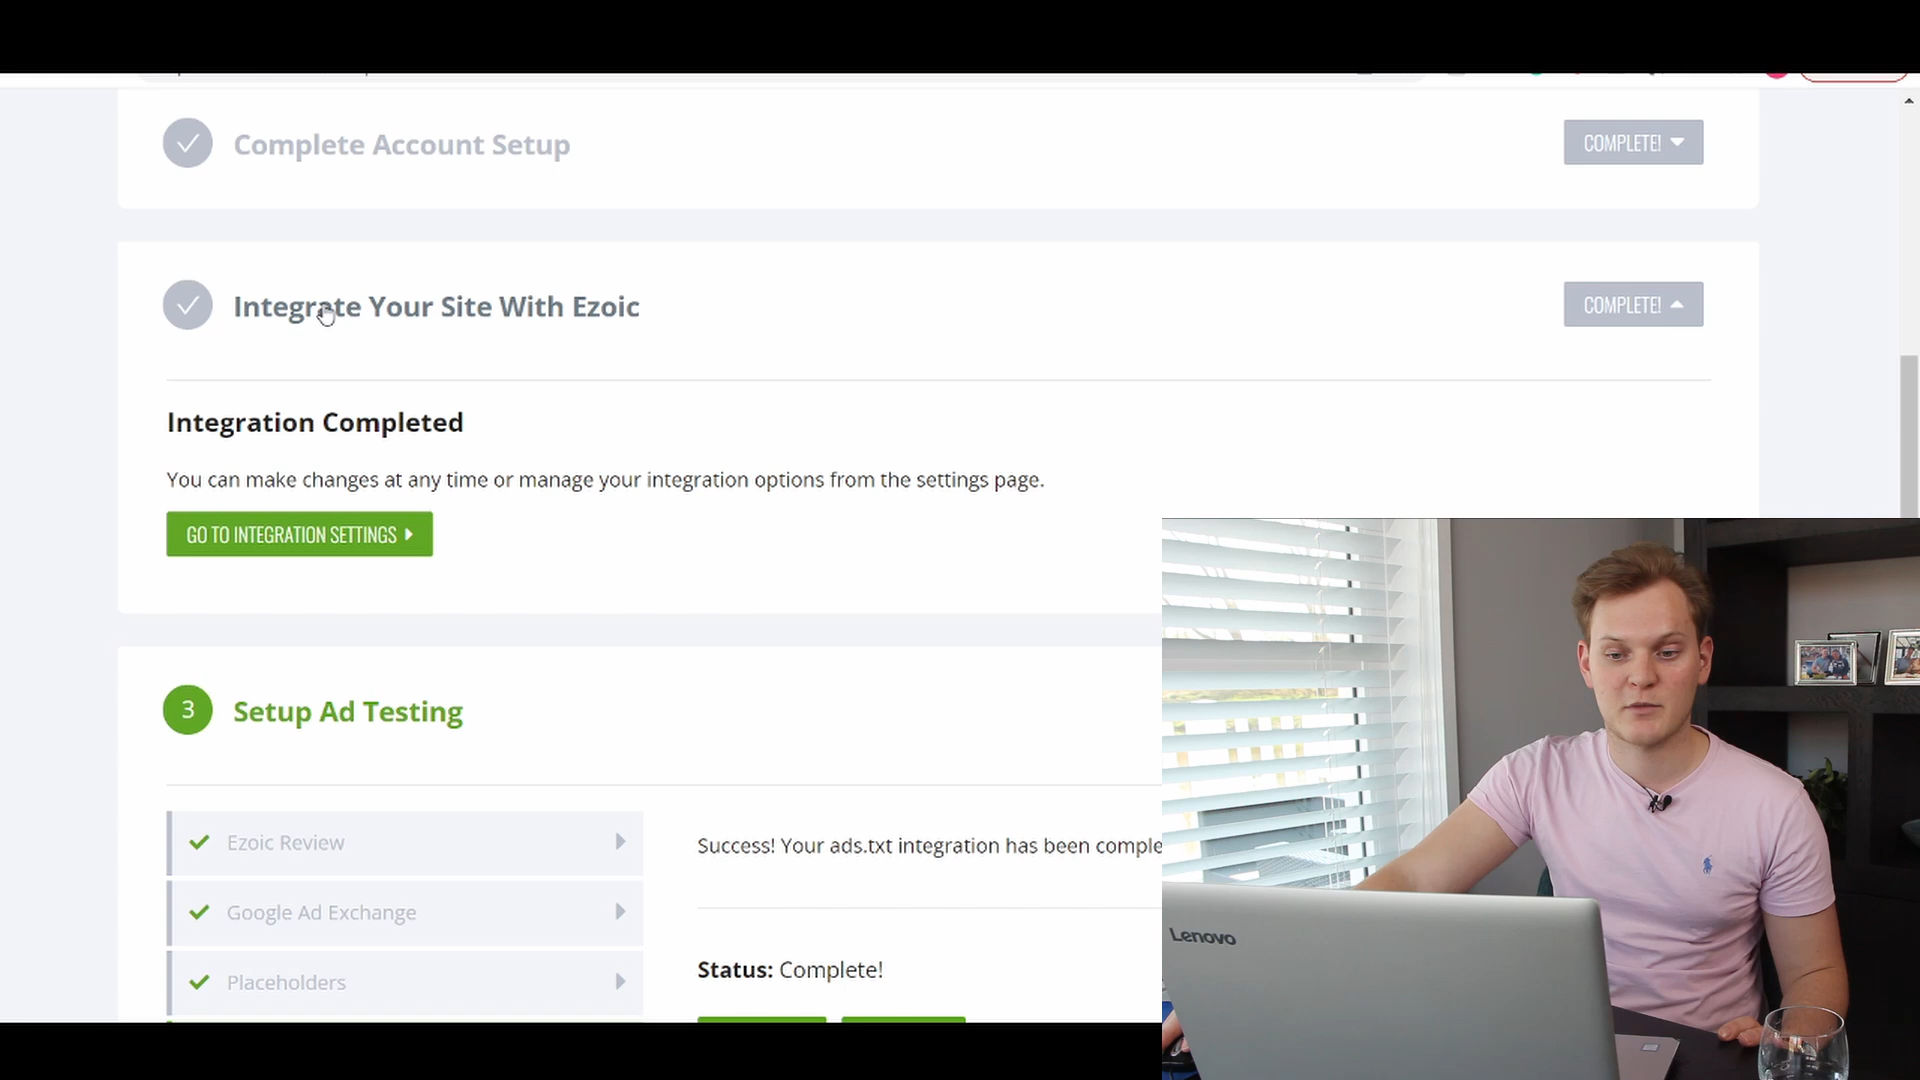 Complete Account Setup
COMPLETE!
Integrate Your Site With Ezoic
COMPLETE!
Integration Completed
You can make changes at any time or manage your integration options from the settings page.
GO TO INTEGRATION SETTINGS
3
Setup Ad Testing
Ezoic Review
Success! Your ads.txt integration has been comple
Google Ad Exchange
Status: Complete!
Placeholders
Lenovo